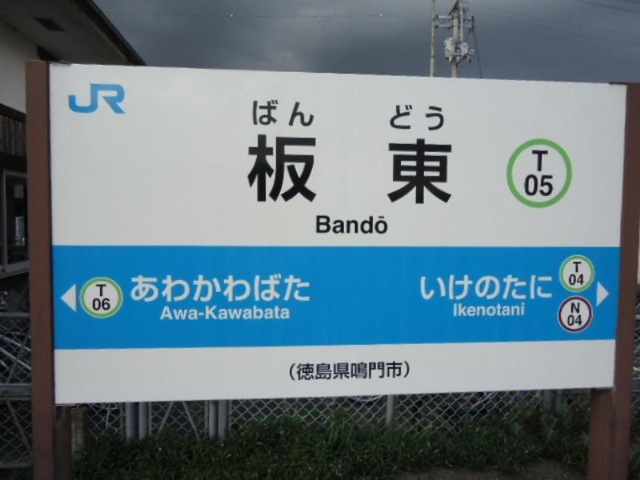 JR
ばん どう
板 東
Bandō
T
05
T
06
あわかわばた
Awa-Kawabata
いけのたに
Ikenotani
T
04
N
04
(徳島県鳴門市)